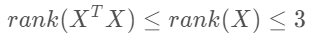 rank(X^T X) ≤ rank(X) ≤ 3